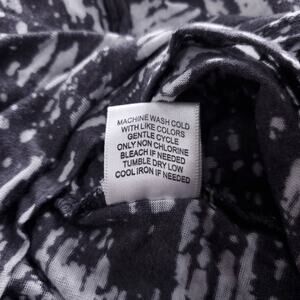 MACHINE WASH COLD
WITH LIKE COLORS
GENTLE CYCLE
ONLY NON CHLORINE
BLEACH IF NEEDED
TUMBLE DRY LOW
COOL IRON IF NEEDED